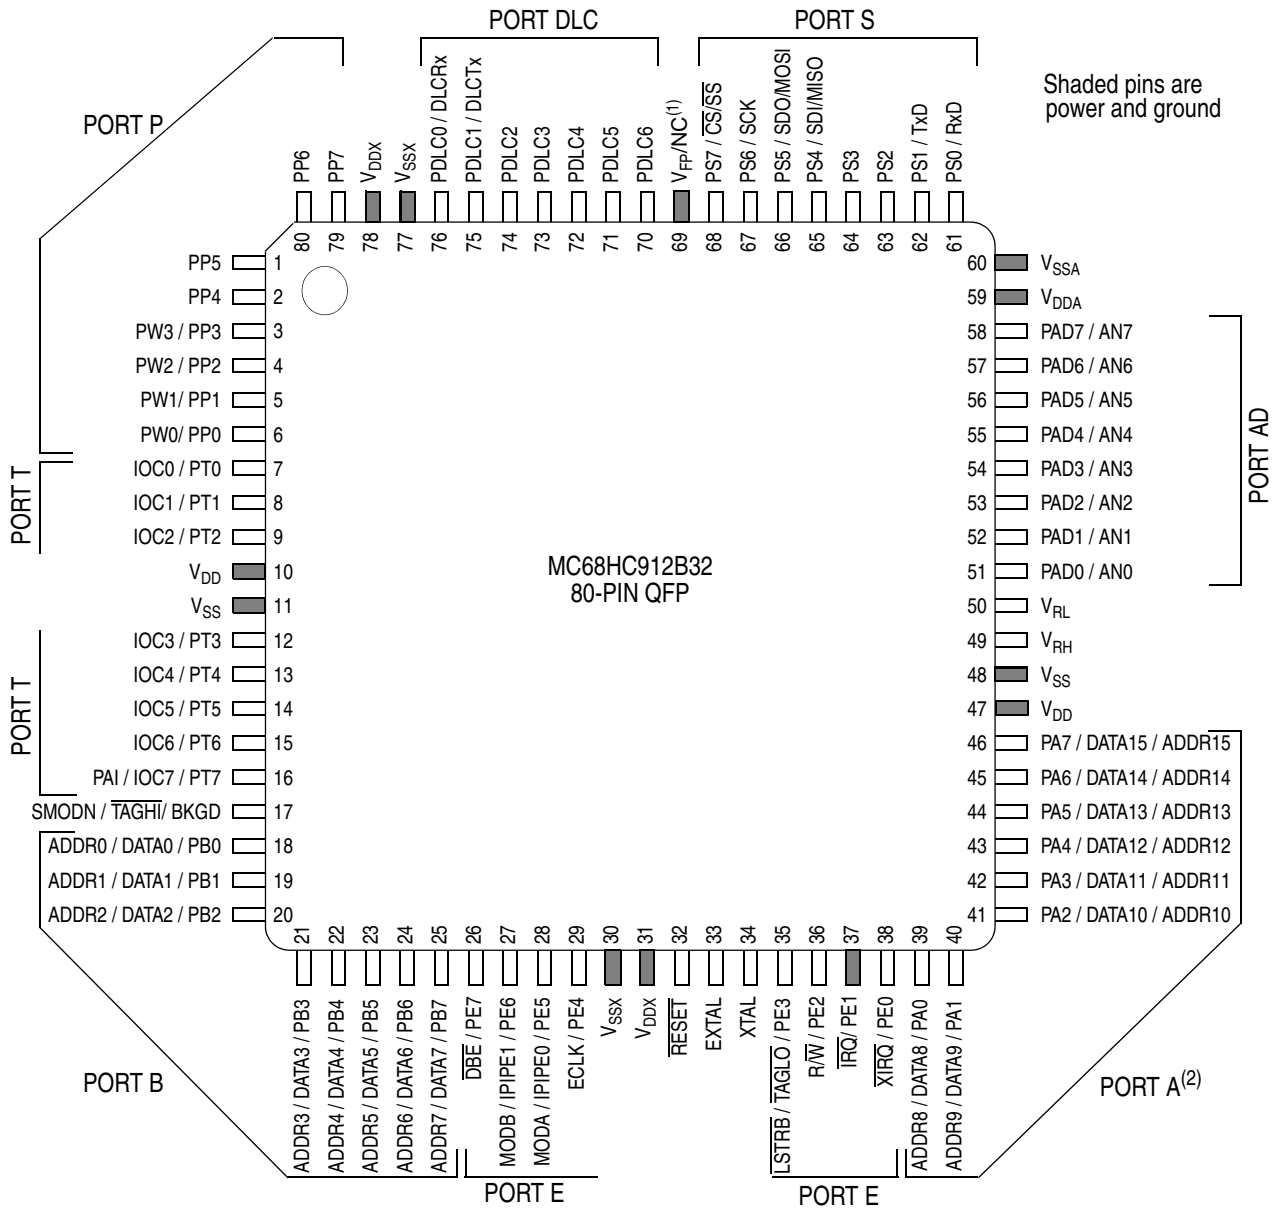 PORT DLC
PORT S
Shaded pins are
power and ground
PORT P
PP6
PP7
VDDX
VSSX
PDLC0 / DLCRx
PDLC1 / DLCTx
PDLC2
PDLC3
PDLC4
PDLC5
PDLC6
VFP/NC(1)
PS7 / CS/SS
PS6 / SCK
PS5 / SDO/MOSI
PS4 / SDI/MISO
PS3
PS2
PS1 / TxD
PS0 / RxD
80
79
78
77
76
75
74
73
72
71
70
69
68
67
66
65
64
63
62
61
PP5 1
PP4 2
PW3 / PP3 3
PW2 / PP2 4
PW1/ PP1 5
PW0/ PP0 6
PORT T
IOC0 / PT0 7
IOC1 / PT1 8
IOC2 / PT2 9
VDD 10
VSS 11
PORT T
IOC3 / PT3 12
IOC4 / PT4 13
IOC5 / PT5 14
IOC6 / PT6 15
PAI / IOC7 / PT7 16
SMODN / TAGHI/ BKGD 17
ADDR0 / DATA0 / PB0 18
ADDR1 / DATA1 / PB1 19
ADDR2 / DATA2 / PB2 20
MC68HC912B32
80-PIN QFP
60 VSSA
59 VDDA
58 PAD7 / AN7
57 PAD6 / AN6
56 PAD5 / AN5
55 PAD4 / AN4
54 PAD3 / AN3
53 PAD2 / AN2
52 PAD1 / AN1
51 PAD0 / AN0
PORT AD
50 VRL
49 VRH
48 VSS
47 VDD
46 PA7 / DATA15 / ADDR15
45 PA6 / DATA14 / ADDR14
44 PA5 / DATA13 / ADDR13
43 PA4 / DATA12 / ADDR12
42 PA3 / DATA11 / ADDR11
41 PA2 / DATA10 / ADDR10
21
22
23
24
25
26
27
28
29
30
31
32
33
34
35
36
37
38
39
40
ADDR3 / DATA3 / PB3
ADDR4 / DATA4 / PB4
ADDR5 / DATA5 / PB5
ADDR6 / DATA6 / PB6
ADDR7 / DATA7 / PB7
DBE / PE7
MODB / IPIPE1 / PE6
MODA / IPIPE0 / PE5
ECLK / PE4
VSSX
VDDX
RESET
EXTAL
XTAL
LSTRB / TAGLO / PE3
R/W / PE2
IRQ/ PE1
XIRQ / PE0
ADDR8 / DATA8 / PA0
ADDR9 / DATA9 / PA1
PORT B
PORT A(2)
PORT E
PORT E